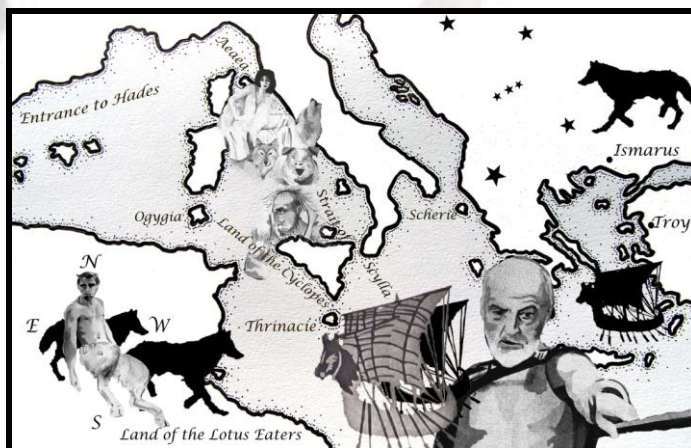 Aeaea
Entrance to Hades
Ismarus
Ogygia
Land of the Cyclopes
Strait of
Scylla
Scherie
Troy
N
E
W
S
Thrinacie
Land of the Lotus Eaters